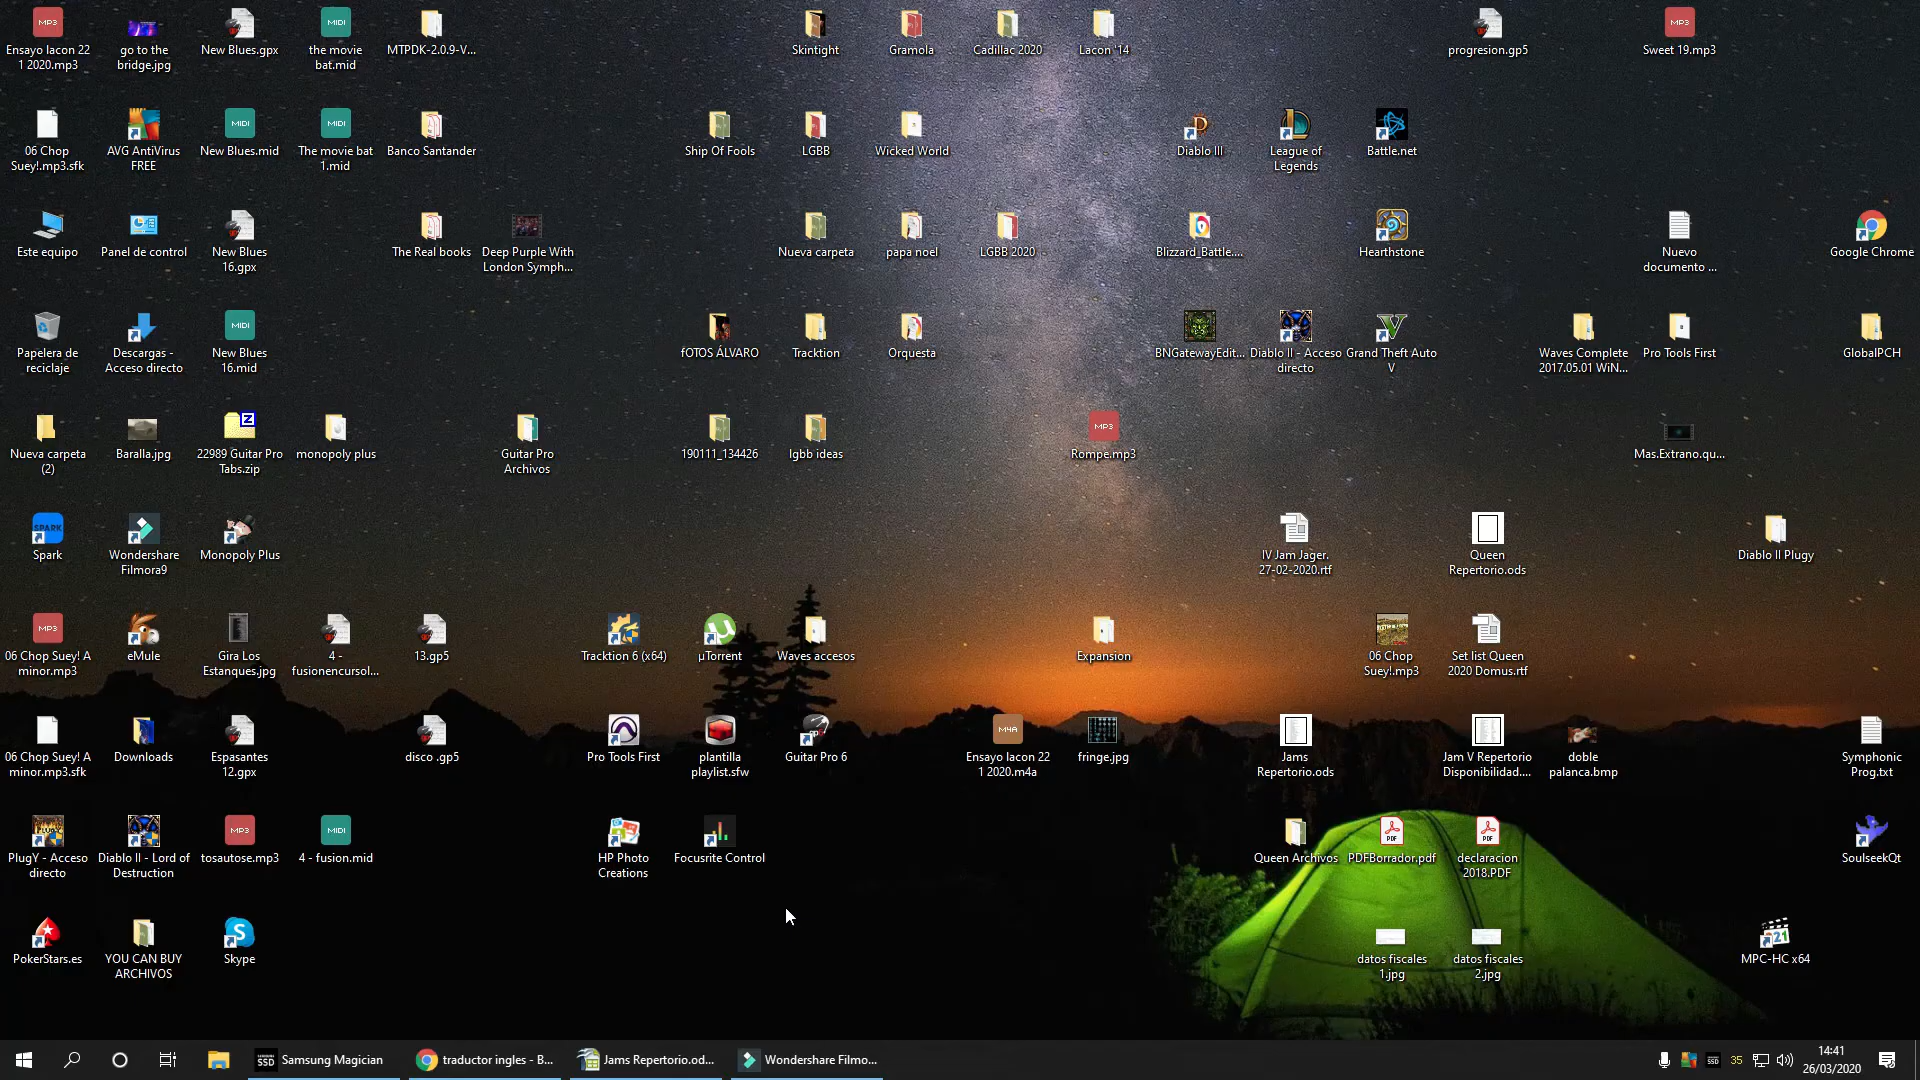 Ensayo lacon 22
1 2020.mp3
go to the
bridge.jpg
New Blues.gpx
the movie
bat.mid
MTPDK-2.0.9-V...
Skintight
Gramola
Cadillac 2020
Lacon '14
progresion.gp5
Sweet 19.mp3
06 Chop
Suey!.mp3.sfk
AVG AntiVirus
FREE
New Blues.mid
The movie bat
1.mid
Banco Santander
Ship Of Fools
LGBB
Wicked World
Diablo III
League of
Legends
Battle.net
Este equipo
Panel de control
New Blues
16.gpx
The Real books
Deep Purple With
London Symph...
Nueva carpeta
papa noel
LGBB 2020
Blizzard_Battle....
Hearthstone
Nuevo
documento ...
Google Chrome
Papelera de
reciclaje
Descargas -
Acceso directo
New Blues
16.mid
fOTOS ÁLVARO
Tracktion
Orquesta
BNGatewayEdit...
Diablo II - Acceso
directo
Grand Theft Auto
V
Waves Complete
2017.05.01 WiN...
Pro Tools First
GlobalPCH
Nueva carpeta
(2)
Baralla.jpg
22989 Guitar Pro
Tabs.zip
monopoly plus
Guitar Pro
Archivos
190111_134426
lgbb ideas
Rompe.mp3
Mas.Extrano.qu...
Spark
Wondershare
Filmora9
Monopoly Plus
IV Jam Jager.
27-02-2020.rtf
Queen
Repertorio.ods
Diablo II Plugy
06 Chop Suey! A
minor.mp3
eMule
Gira Los
Estanques.jpg
4 -
fusionencursol...
13.gp5
Tracktion 6 (x64)
µTorrent
Waves accesos
Expansion
06 Chop
Suey!.mp3
Set list Queen
2020 Domus.rtf
06 Chop Suey! A
minor.mp3.sfk
Downloads
Espasantes
12.gpx
disco .gp5
Pro Tools First
plantilla
playlist.sfw
Guitar Pro 6
Ensayo lacon 22
1 2020.m4a
fringe.jpg
Jams
Repertorio.ods
Jam V Repertorio
Disponibilidad....
doble
palanca.bmp
Symphonic
Prog.txt
PlugY - Acceso
directo
Diablo II - Lord of
Destruction
tosautose.mp3
4 - fusion.mid
HP Photo
Creations
Focusrite Control
Queen Archivos
PDFBorrador.pdf
declaracion
2018.PDF
SoulseekQt
PokerStars.es
YOU CAN BUY
ARCHIVOS
Skype
datos fiscales
1.jpg
datos fiscales
2.jpg
MPC-HC x64
Samsung Magician
traductor ingles - B...
Jams Repertorio.od...
Wondershare Filmo...
35
14:41
26/03/2020